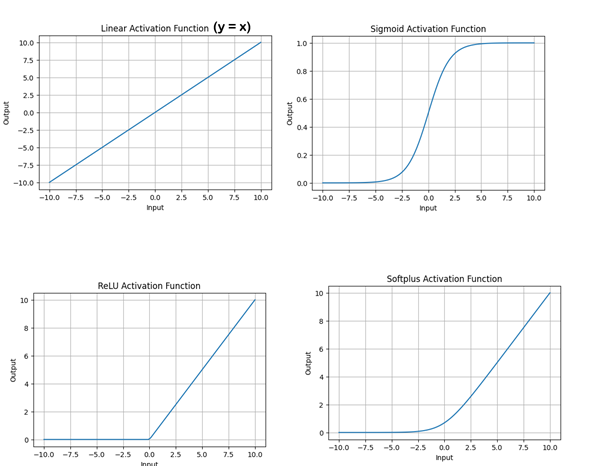 Linear Activation Function (y = x)
10.0
7.5
5.0
2.5
0.0
−2.5
−5.0
−7.5
−10.0
Output
−10.0 −7.5 −5.0 −2.5 0.0 2.5 5.0 7.5 10.0
Input
Sigmoid Activation Function
1.0
0.8
0.6
0.4
0.2
0.0
Output
−10.0 −7.5 −5.0 −2.5 0.0 2.5 5.0 7.5 10.0
Input
ReLU Activation Function
10
8
6
4
2
0
Output
−10.0 −7.5 −5.0 −2.5 0.0 2.5 5.0 7.5 10.0
Input
Softplus Activation Function
10
8
6
4
2
0
Output
−10.0 −7.5 −5.0 −2.5 0.0 2.5 5.0 7.5 10.0
Input